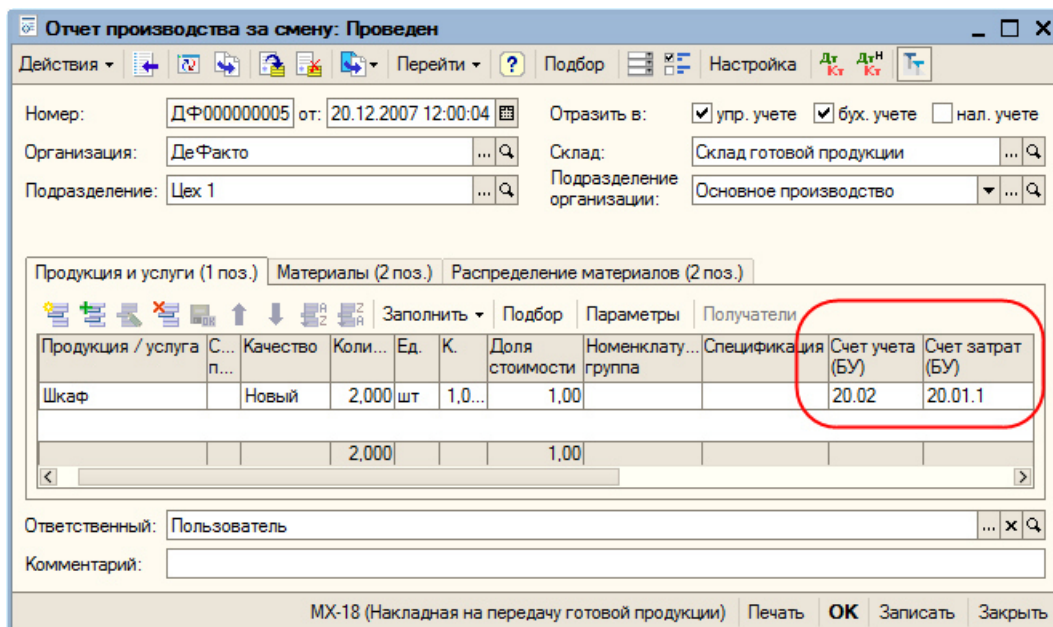 Отчет производства за смену: Проведен
Действия Перейти ? Подбор Настройка Дт Кт Дт Н Кт Тт
Номер: ДФ000000005 от: 20.12.2007 12:00:04 Отразить в: упр. учете бух. учете нал. учете
Организация: ДеФакто ... Склад: Склад готовой продукции ...
Подразделение: Цех 1 ... Подразделение организации: Основное производство ...
Продукция и услуги (1 поз.) Материалы (2 поз.) Распределение материалов (2 поз.)
Заполнить Подбор Параметры Получатели
Продукция / услуга С... Качество Коли... Ед. К. Доля Номенклату... Спецификация Счет учета Счет затрат
п... стоимости группа (БУ) (БУ)
Шкаф Новый 2,000 шт 1,0... 1,00 20.02 20.01.1
2,000 1,00
Ответственный: Пользователь ... x
Комментарий:
МХ-18 (Накладная на передачу готовой продукции) Печать OK Записать Закрыть